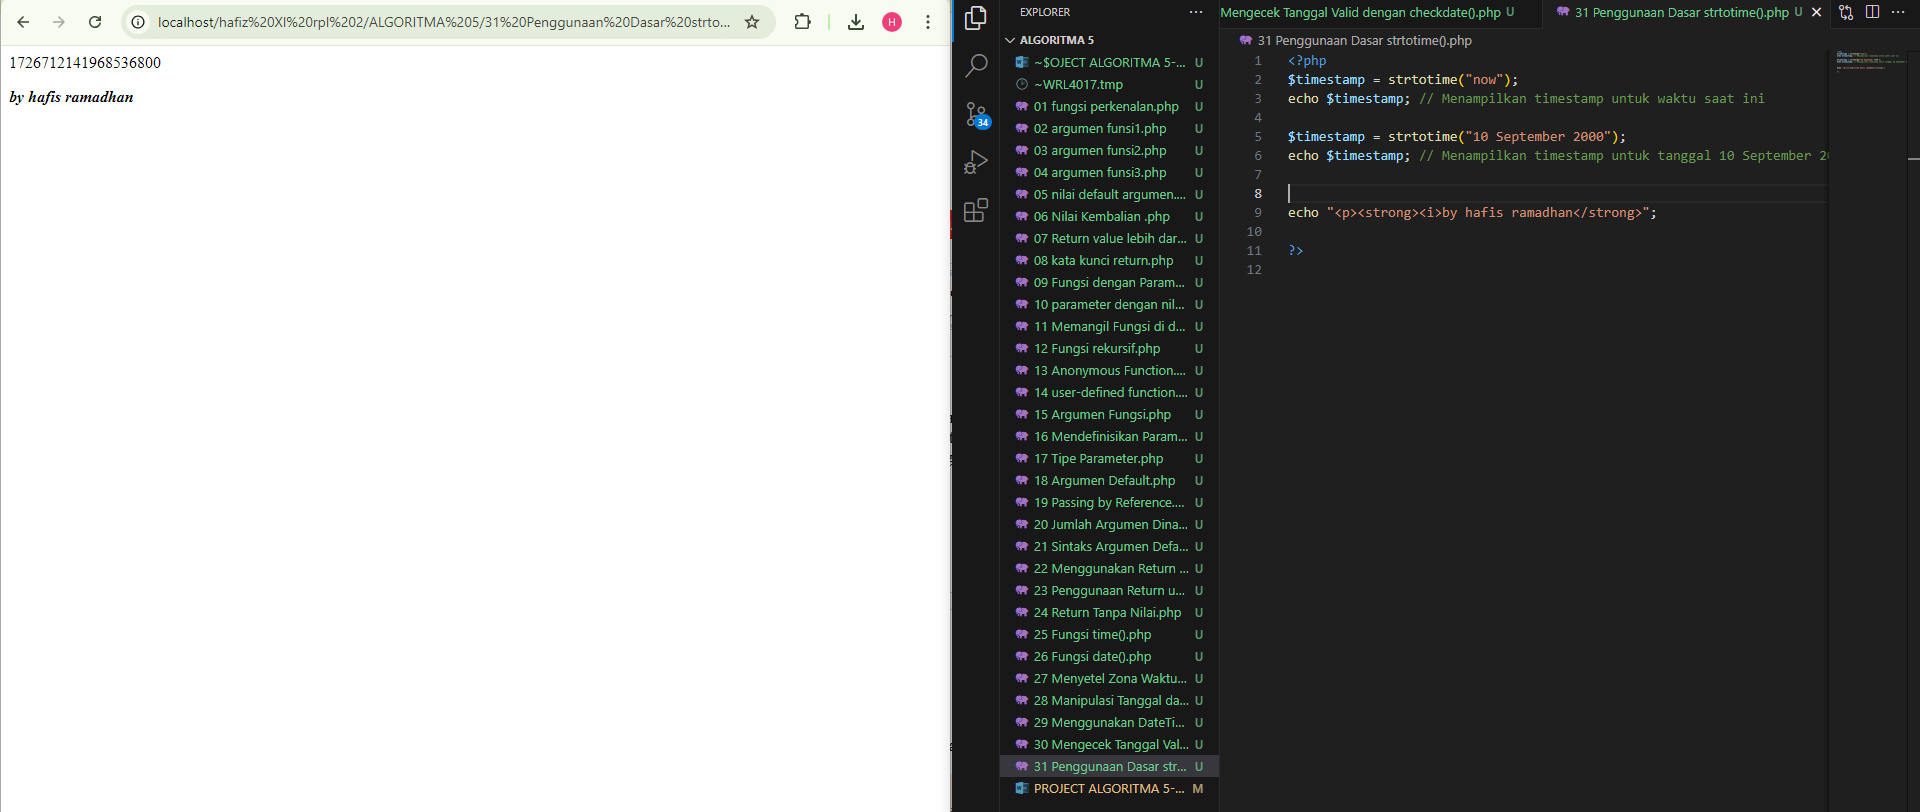 localhost/hafiz%20XI%20rpl%202/ALGORITMA%205/31%20Penggunaan%20Dasar%20strto...
H
1726712141968536800
by hafis ramadhan
EXPLORER
ALGORITMA 5
~$OJECT ALGORITMA 5-... U
~WRL4017.tmp U
01 fungsi perkenalan.php U
02 argumen funsi1.php U
03 argumen funsi2.php U
04 argumen funsi3.php U
05 nilai default argumen.... U
06 Nilai Kembalian .php U
07 Return value lebih dar... U
08 kata kunci return.php U
09 Fungsi dengan Param... U
10 parameter dengan nil... U
11 Memangil Fungsi di d... U
12 Fungsi rekursif.php U
13 Anonymous Function.... U
14 user-defined function.... U
15 Argumen Fungsi.php U
16 Mendefinisikan Param... U
17 Tipe Parameter.php U
18 Argumen Default.php U
19 Passing by Reference.... U
20 Jumlah Argumen Dina... U
21 Sintaks Argumen Defa... U
22 Menggunakan Return ... U
23 Penggunaan Return u... U
24 Return Tanpa Nilai.php U
25 Fungsi time().php U
26 Fungsi date().php U
27 Menyetel Zona Waktu... U
28 Manipulasi Tanggal da... U
29 Menggunakan DateTi... U
30 Mengecek Tanggal Val... U
31 Penggunaan Dasar str... U
PROJECT ALGORITMA 5-... M
34
Mengecek Tanggal Valid dengan checkdate().php U
31 Penggunaan Dasar strtotime().php U
31 Penggunaan Dasar strtotime().php
1 <?php
2 $timestamp = strtotime("now");
3 echo $timestamp; // Menampilkan timestamp untuk waktu saat ini
4
5 $timestamp = strtotime("10 September 2000");
6 echo $timestamp; // Menampilkan timestamp untuk tanggal 10 September 20
7
8
9 echo "<p><strong><i>by hafis ramadhan</strong>";
10
11 ?>
12